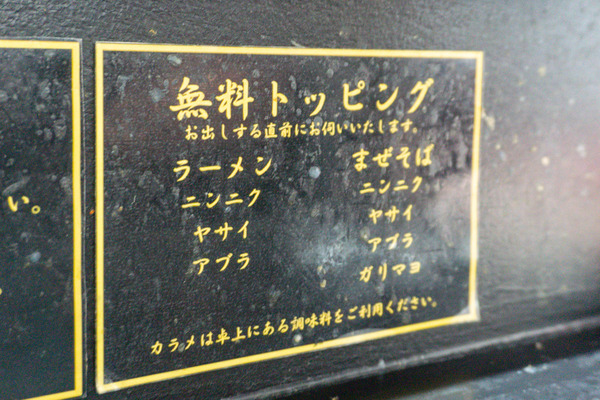 い。
無料トッピング
お出しする直前にお伺いいたします。
ラーメン
ニンニク
ヤサイ
アブラ
まぜそば
ニンニク
ヤサイ
アブラ
ガリマヨ
カラメは卓上にある調味料をご利用ください。